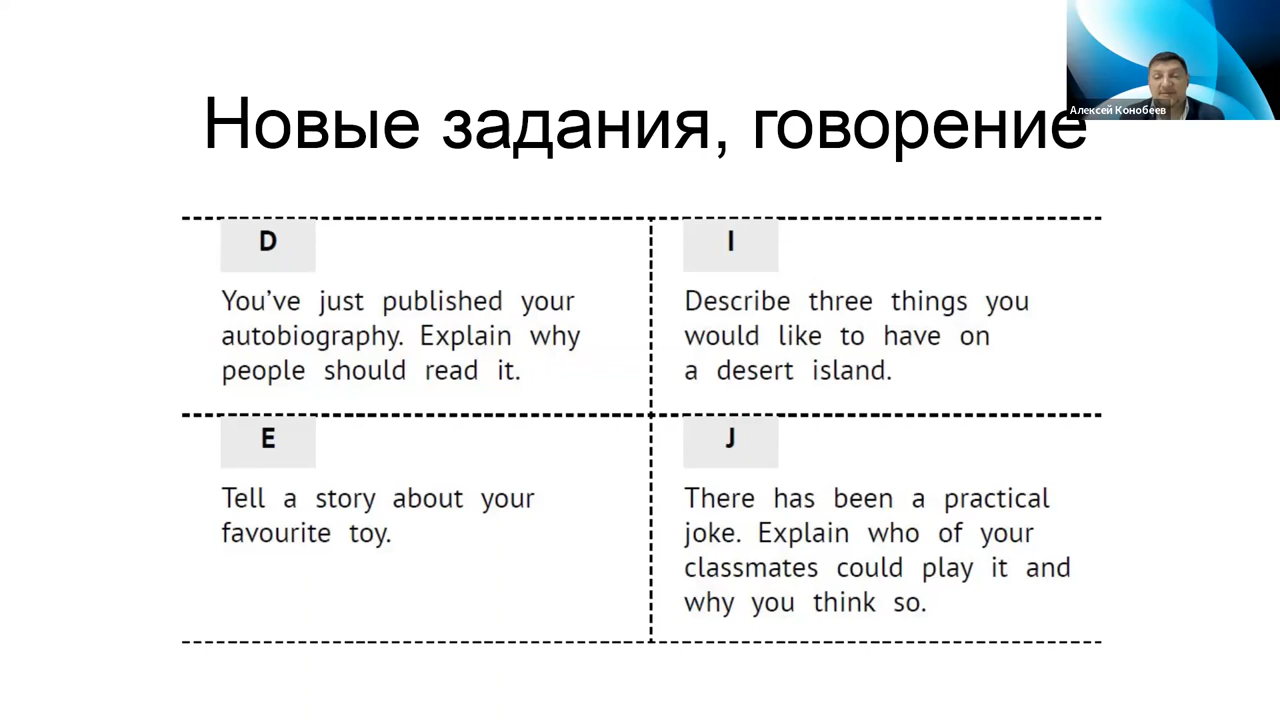 Алексей Конобеев
Новые задания, говорение
D
You've just published your
autobiography. Explain why
people should read it.
I
Describe three things you
would like to have on
a desert island.
E
Tell a story about your
favourite toy.
J
There has been a practical
joke. Explain who of your
classmates could play it and
why you think so.